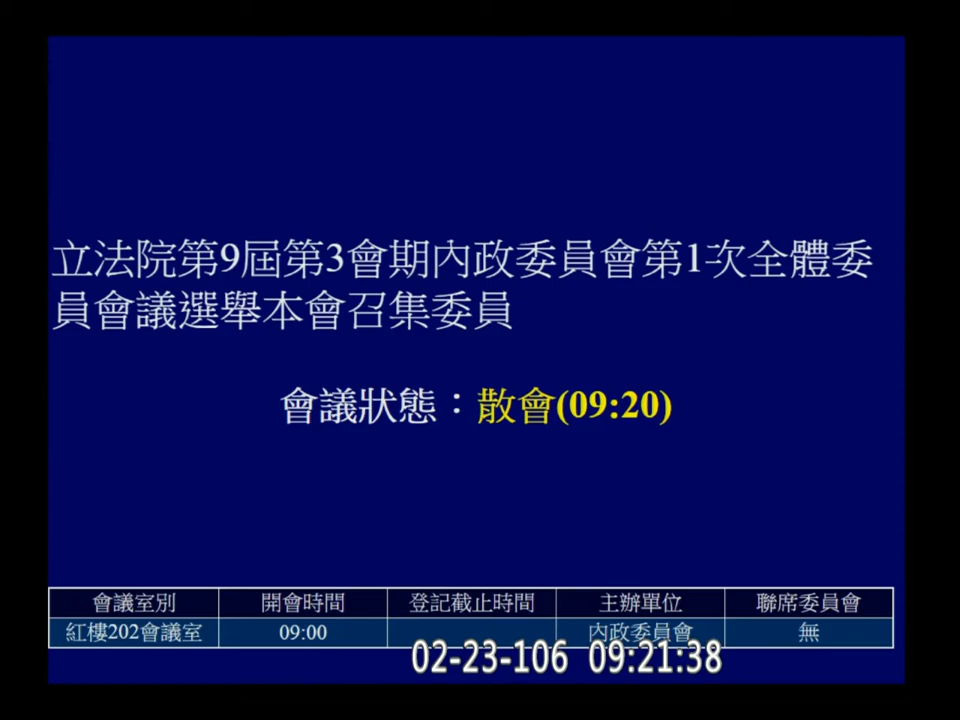 立法院第9屆第3會期內政委員會第1次全體委
員會議選舉本會召集委員
會議狀態：散會(09:20)
會議室別 開會時間 登記截止時間 主辦單位 聯席委員會
紅樓202會議室 09:00 內政委員會 無
02-23-106 09:21:38